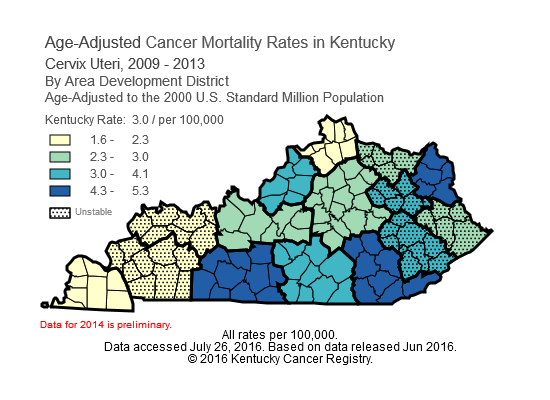 Age-Adjusted Cancer Mortality Rates in Kentucky
Cervix Uteri, 2009 - 2013
By Area Development District
Age-Adjusted to the 2000 U.S. Standard Million Population
Kentucky Rate: 3.0 / per 100,000
1.6 - 2.3
2.3 - 3.0
3.0 - 4.1
4.3 - 5.3
Unstable
Data for 2014 is preliminary.
All rates per 100,000.
Data accessed July 26, 2016. Based on data released Jun 2016.
© 2016 Kentucky Cancer Registry.